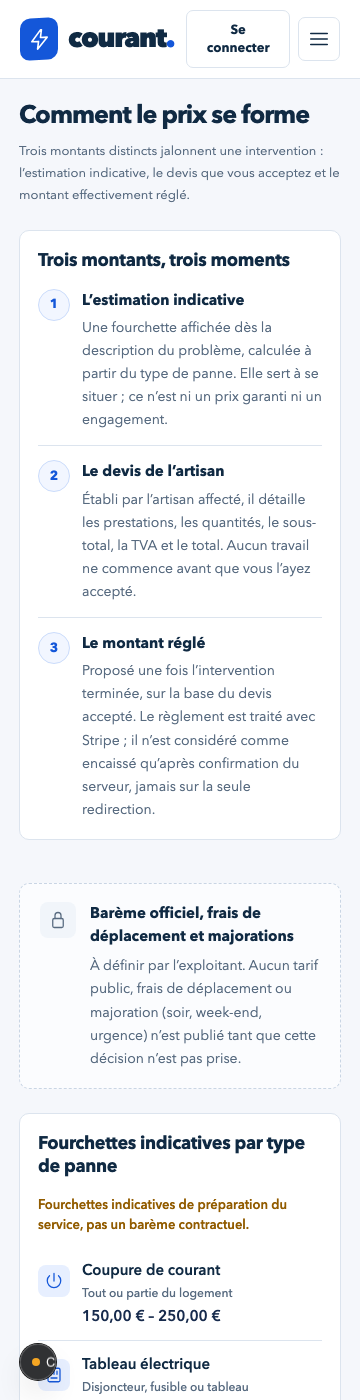 courant.
Se
connecter
Comment le prix se forme
Trois montants distincts jalonnent une intervention :
l’estimation indicative, le devis que vous acceptez et le
montant effectivement réglé.
Trois montants, trois moments
1
L’estimation indicative
Une fourchette affichée dès la
description du problème, calculée à
partir du type de panne. Elle sert à se
situer ; ce n’est ni un prix garanti ni un
engagement.
2
Le devis de l’artisan
Établi par l’artisan affecté, il détaille
les prestations, les quantités, le sous-
total, la TVA et le total. Aucun travail
ne commence avant que vous l’ayez
accepté.
3
Le montant réglé
Proposé une fois l’intervention
terminée, sur la base du devis
accepté. Le règlement est traité avec
Stripe ; il n’est considéré comme
encaissé qu’après confirmation du
serveur, jamais sur la seule
redirection.
Barème officiel, frais de
déplacement et majorations
À définir par l’exploitant. Aucun tarif
public, frais de déplacement ou
majoration (soir, week-end,
urgence) n’est publié tant que cette
décision n’est pas prise.
Fourchettes indicatives par type
de panne
Fourchettes indicatives de préparation du
service, pas un barème contractuel.
Coupure de courant
Tout ou partie du logement
150,00 € – 250,00 €
Tableau électrique
Disjoncteur, fusible ou tableau